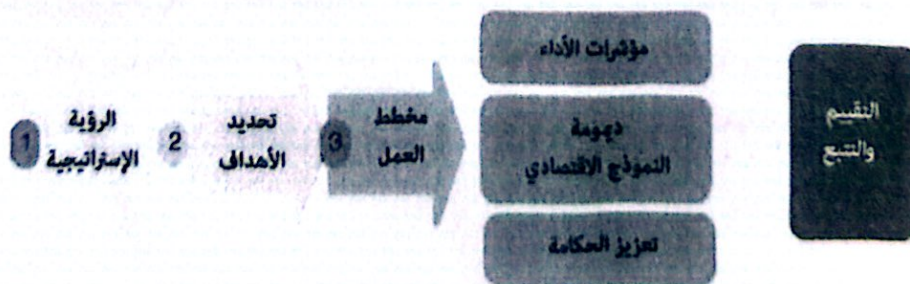 1
الرؤية
الإستراتيجية
2
تحديد
الأهداف
3
مخطط
العمل
مؤشرات الأداء
ديمومة
النموذج الاقتصادي
تعزيز الحكامة
التقييم
والتتبع